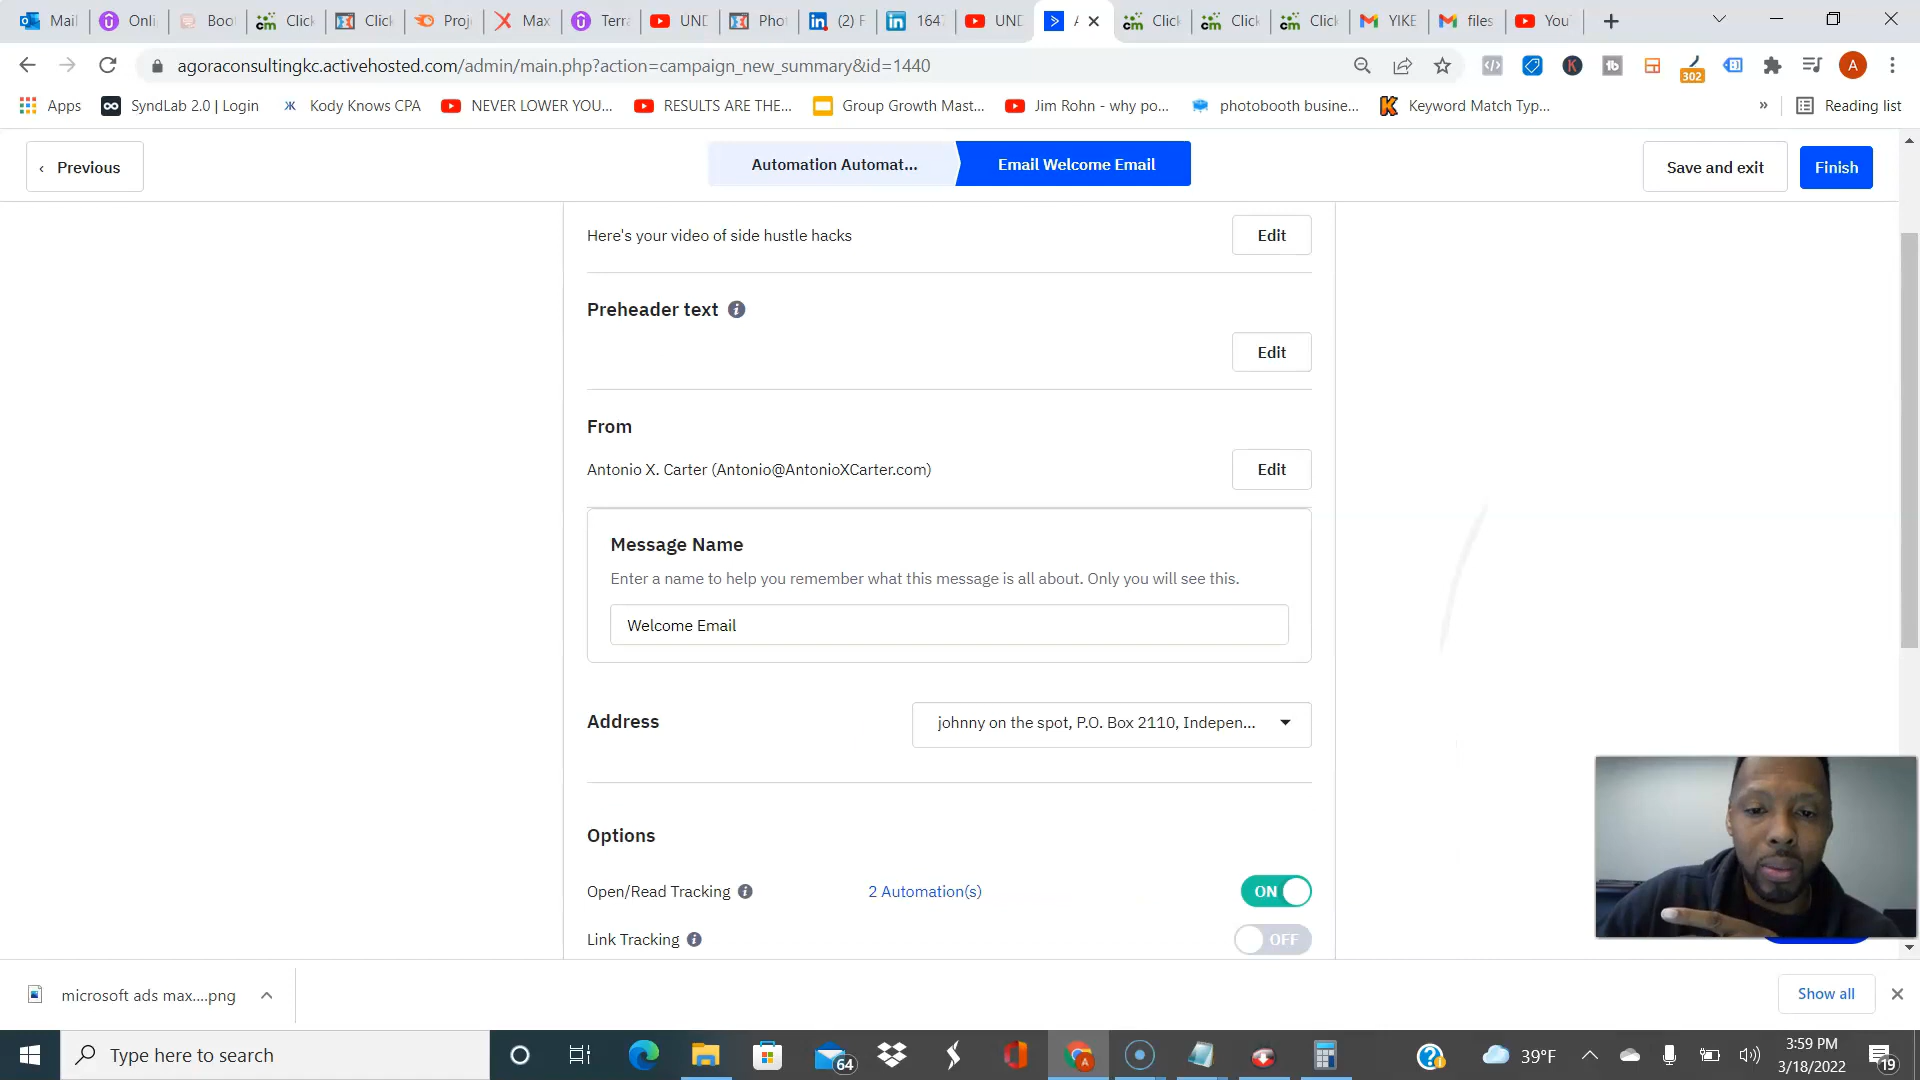 Mail
Onli
Boo
Click
Click
Proj
Max
Terra
UND
Pho
(2) F
164
UND
Click
Click
Click
YIKE
files
You
agoraconsultingkc.activehosted.com/admin/main.php?action=campaign_new_summary&id=1440
302
A
Apps
SyndLab 2.0 | Login
Kody Knows CPA
NEVER LOWER YOU...
RESULTS ARE THE...
Group Growth Mast...
Jim Rohn - why po...
photobooth busine...
Keyword Match Typ...
»
Reading list
‹ Previous
Automation Automat...
Email Welcome Email
Save and exit
Finish
Here's your video of side hustle hacks
Edit
Preheader text
Edit
From
Antonio X. Carter (Antonio@AntonioXCarter.com)
Edit
Message Name
Enter a name to help you remember what this message is all about. Only you will see this.
Welcome Email
Address
johnny on the spot, P.O. Box 2110, Indepen...
Options
Open/Read Tracking
2 Automation(s)
ON
Link Tracking
OFF
microsoft ads max....png
Show all
Type here to search
64
39°F
3:59 PM
3/18/2022
19